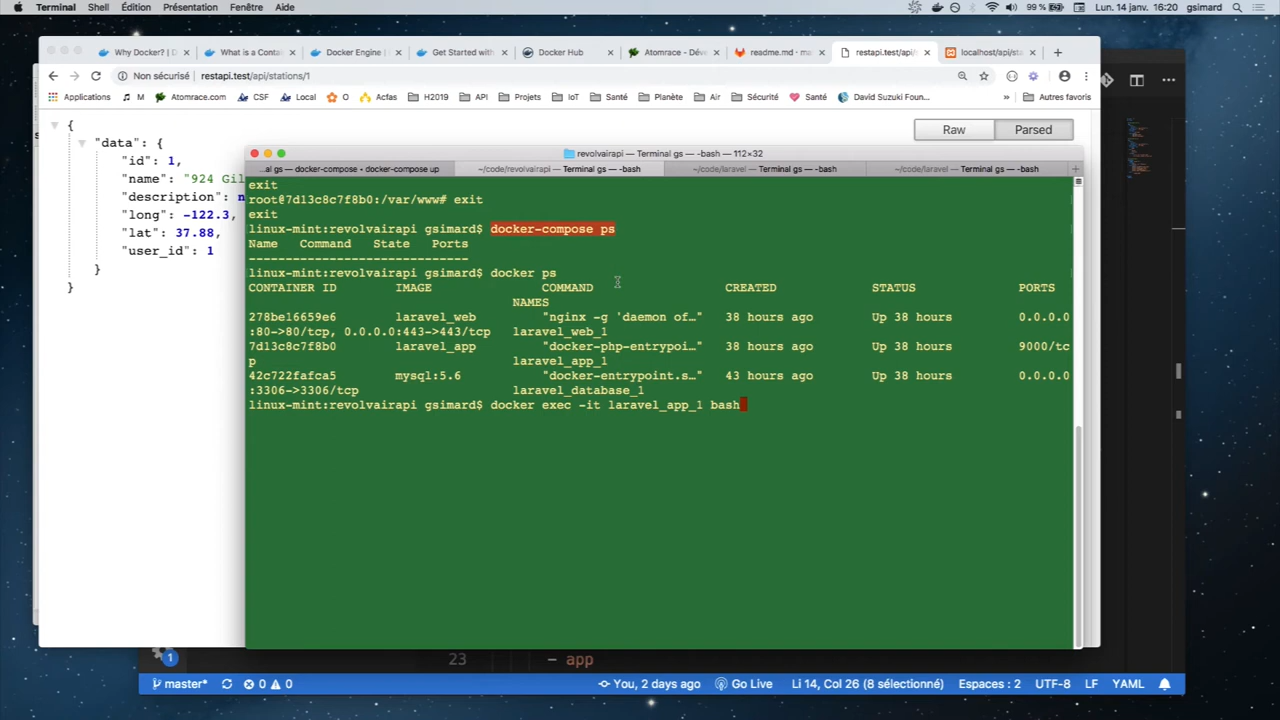 Terminal Shell Édition Présentation Fenêtre Aide 99 % Lun. 14 janv. 16:20 gsimard
Why Docker? | D × What is a Conta × Docker Engine | × Get Started with × Docker Hub × Atomrace - Déve × readme.md - ma × restapi.test/api/ × localhost/api/sta × +
Non sécurisé restapi.test/api/stations/1
Applications M Atomrace.com CSF Local O Acfas H2019 API Projets IoT Santé Planète Air Sécurité Santé David Suzuki Foun... » Autres favoris
Raw Parsed
{
"data": {
"id": 1,
"name": "924 Gil
"description": n
"long": -122.3,
"lat": 37.88,
"user_id": 1
}
}
revolvairapi — Terminal gs — -bash — 112×32
...al gs — docker-compose • docker-compose up ~/code/revolvairapi — Terminal gs — -bash ~/code/laravel — Terminal gs — -bash ~/code/laravel — Terminal gs — -bash +
exit
root@7d13c8c7f8b0:/var/www# exit
exit
linux-mint:revolvairapi gsimard$ docker-compose ps
Name Command State Ports
------------------------------
linux-mint:revolvairapi gsimard$ docker ps
CONTAINER ID IMAGE COMMAND CREATED STATUS PORTS
NAMES
278be16659e6 laravel_web "nginx -g 'daemon of…" 38 hours ago Up 38 hours 0.0.0.0
:80->80/tcp, 0.0.0.0:443->443/tcp laravel_web_1
7d13c8c7f8b0 laravel_app "docker-php-entrypoi…" 38 hours ago Up 38 hours 9000/tc
p laravel_app_1
42c722fafca5 mysql:5.6 "docker-entrypoint.s…" 43 hours ago Up 38 hours 0.0.0.0
:3306->3306/tcp laravel_database_1
linux-mint:revolvairapi gsimard$ docker exec -it laravel_app_1 bash
1 23 - app
master* 0 0 You, 2 days ago Go Live Li 14, Col 26 (8 sélectionné) Espaces : 2 UTF-8 LF YAML